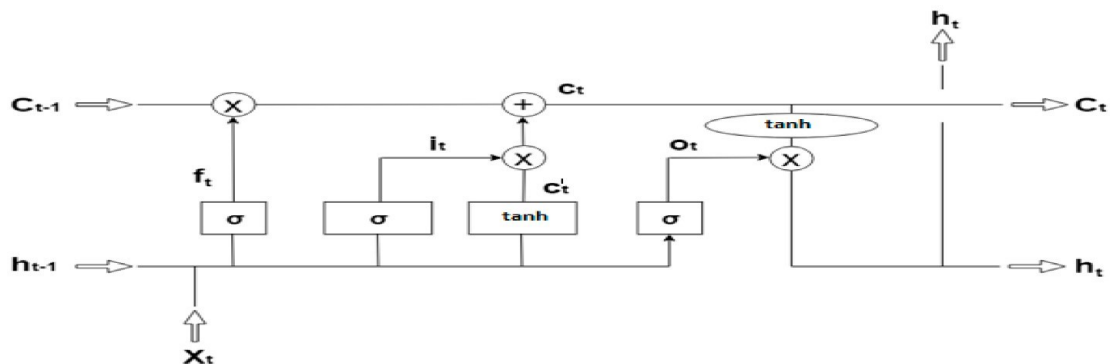 hₜ
Cₜ₋₁ X + Cₜ Cₜ
tanh
iₜ X oₜ X
fₜ c'ₜ
σ σ tanh σ
hₜ₋₁ hₜ
Xₜ